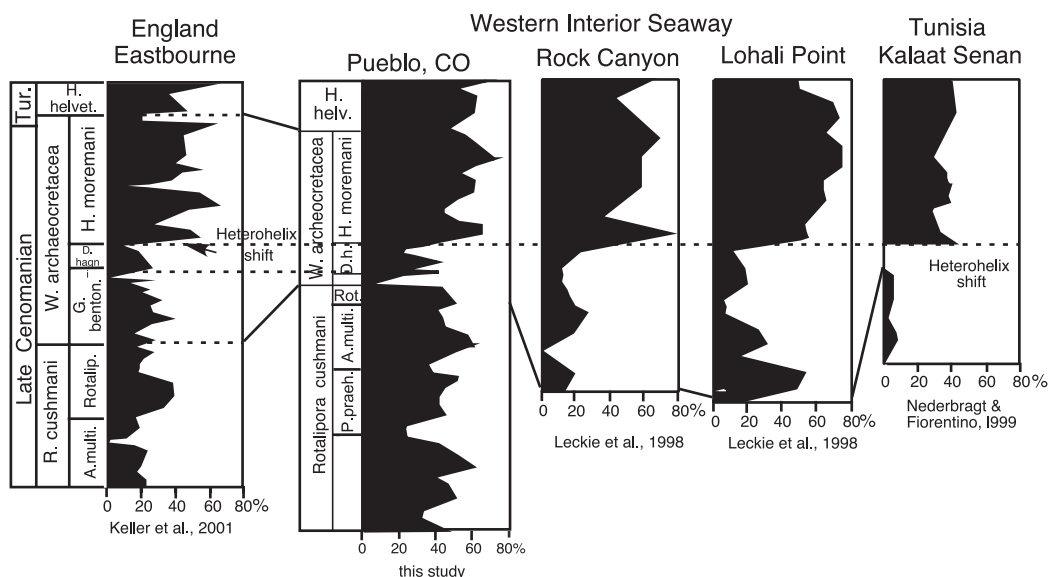 England
Eastbourne
Western Interior Seaway
Pueblo, CO
Rock Canyon
Lohali Point
Tunisia
Kalaat Senan
Tur.
Late Cenomanian
H.
helvet.
W. archaeocretacea
R. cushmani
H. moremani
P.
hagn
G.
benton.
Rotalip.
A.multi.
Heterohelix
shift
0 20 40 60 80%
Keller et al., 2001
H.
helv.
W. archeocretacea
Rotalipora cushmani
H. moremani
D.h.
Rot.
A.multi.
P.praeh.
0 20 40 60 80%
this study
0 20 40 60 80%
Leckie et al., 1998
0 20 40 60 80%
Leckie et al., 1998
Heterohelix
shift
0 20 40 60 80%
Nederbragt &
Fiorentino, I999